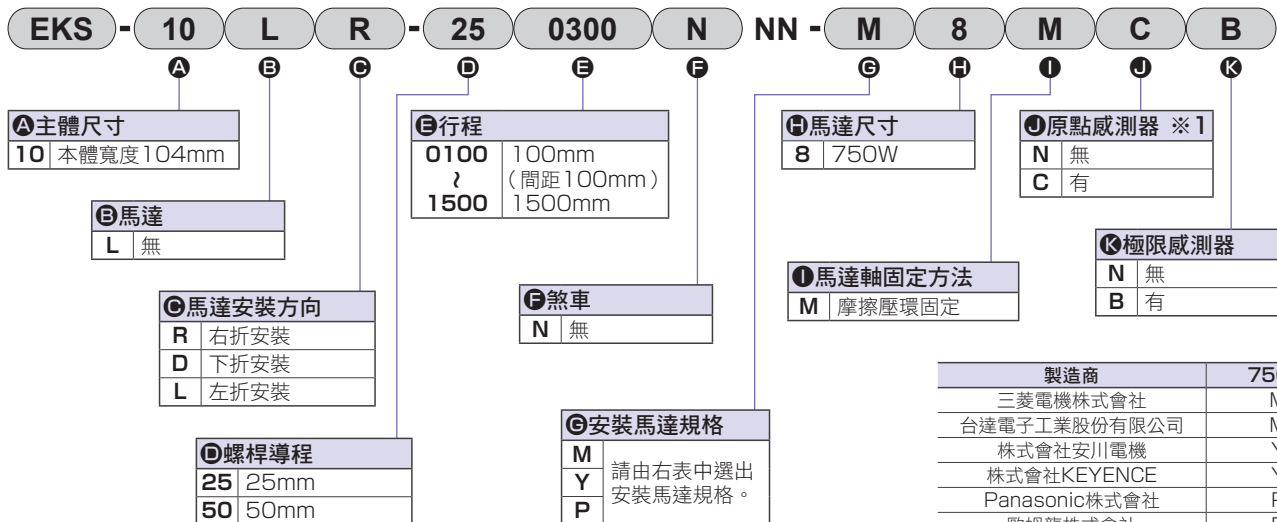 EKS - 10 L R - 25 0300 N NN - M 8 M C B
A B C D E F G H I J K
A主體尺寸
10 本體寬度104mm
B馬達
L 無
C馬達安裝方向
R 右折安裝
D 下折安裝
L 左折安裝
D螺桿導程
25 25mm
50 50mm
E行程
0100 100mm
～ （間距100mm）
1500 1500mm
F煞車
N 無
G安裝馬達規格
M
Y
P
請由右表中選出
安裝馬達規格。
H馬達尺寸
8 750W
I馬達軸固定方法
M 摩擦壓環固定
J原點感測器 ※1
N 無
C 有
K極限感測器
N 無
B 有
製造商
三菱電機株式會社
台達電子工業股份有限公司
株式會社安川電機
株式會社KEYENCE
Panasonic株式會社